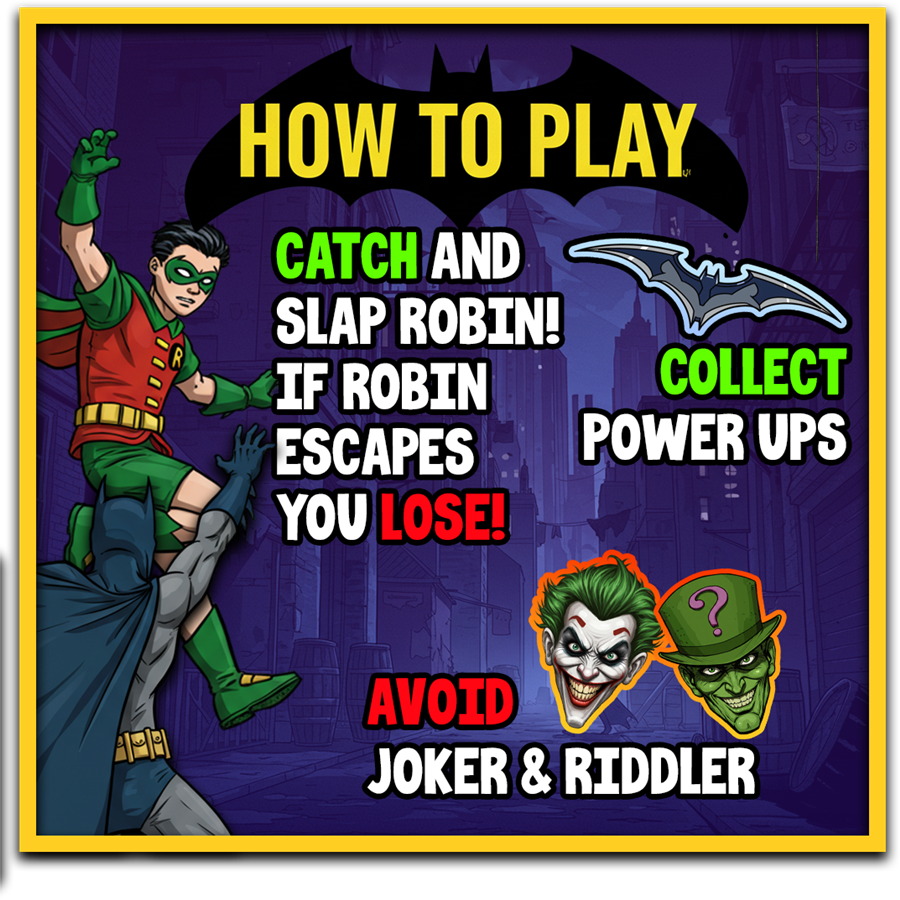 HOW TO PLAY
CATCH AND
SLAP ROBIN!
IF ROBIN
ESCAPES
YOU LOSE!
COLLECT
POWER UPS
R
?
AVOID
JOKER & RIDDLER